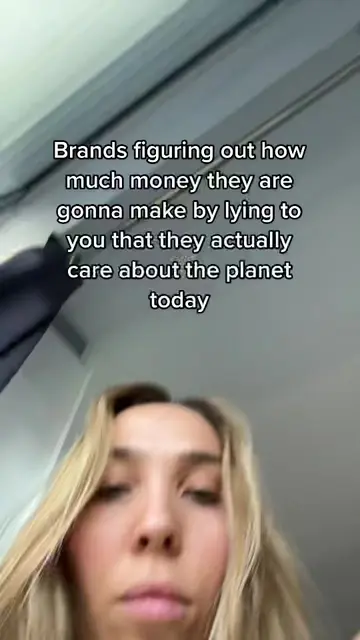 Brands figuring out how
much money they are
gonna make by lying to
you that they actually
care about the planet
today